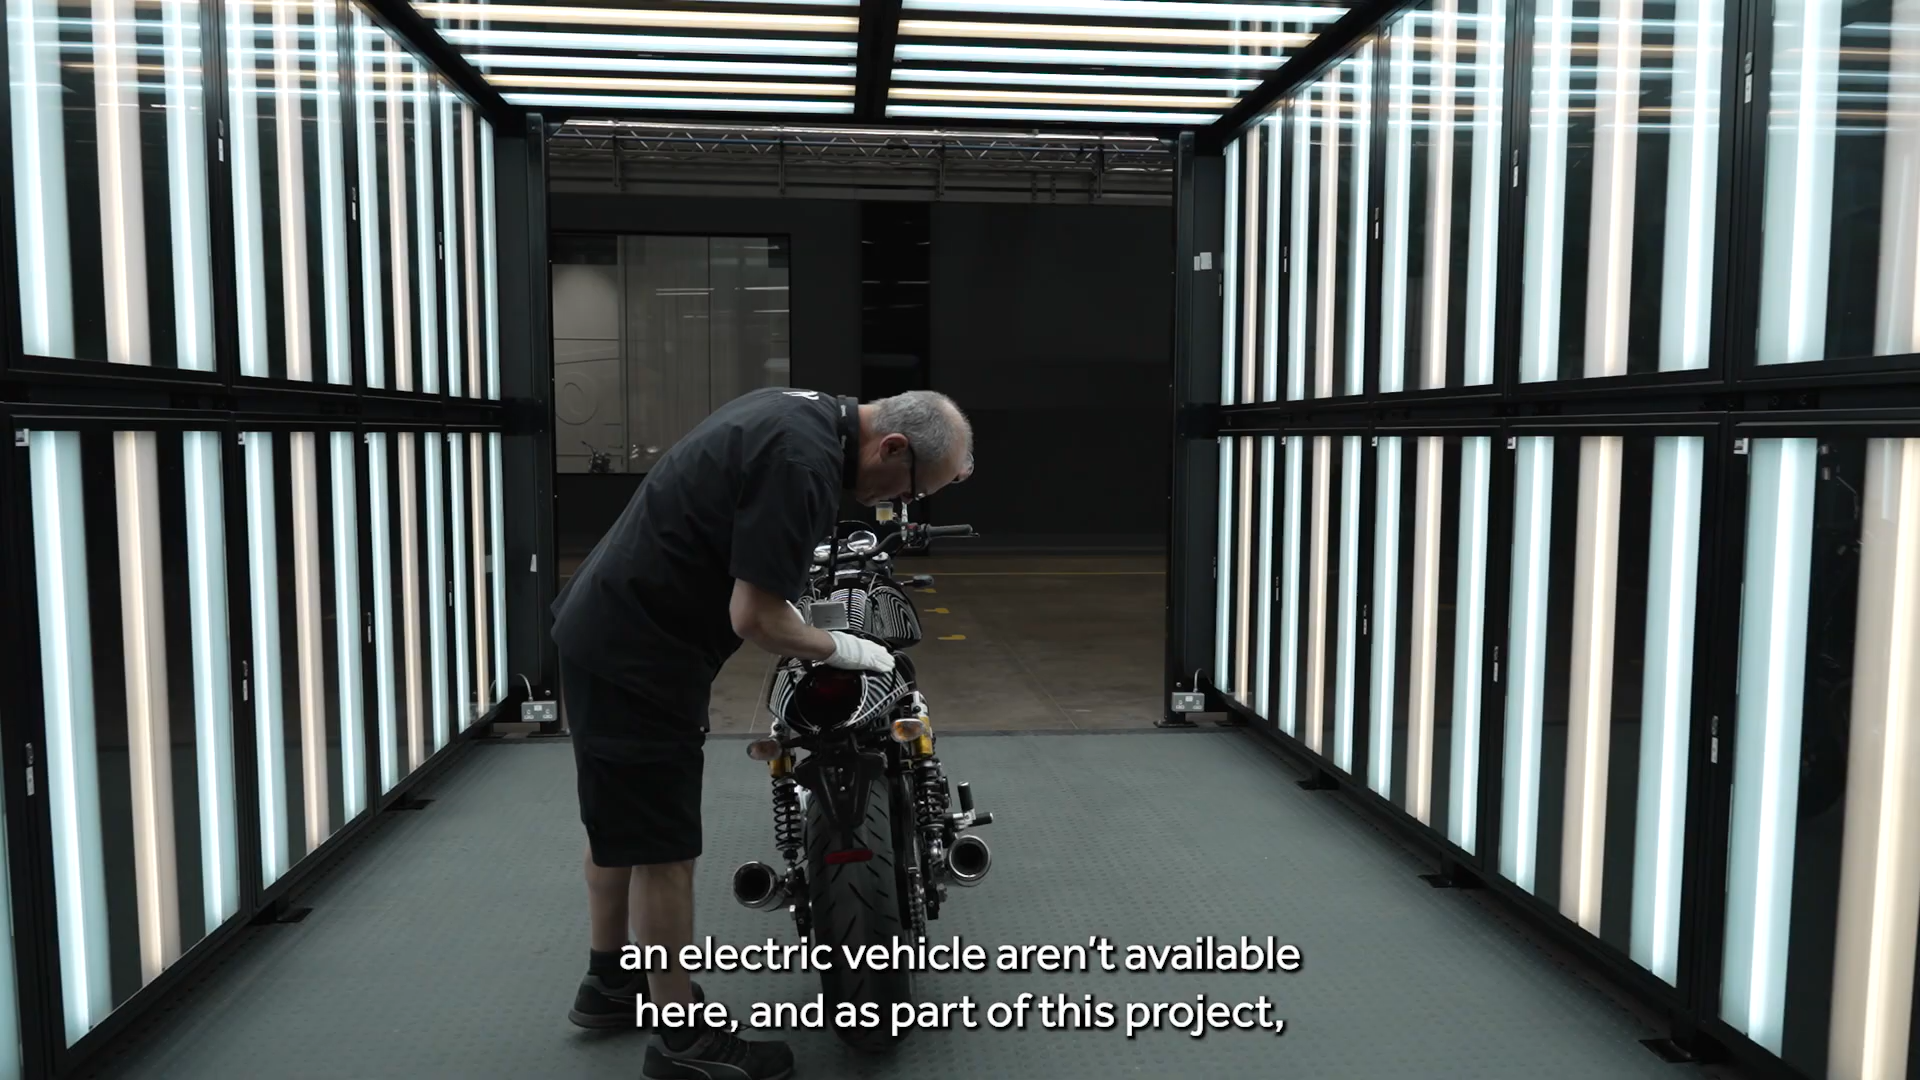 an electric vehicle aren't available
here, and as part of this project,